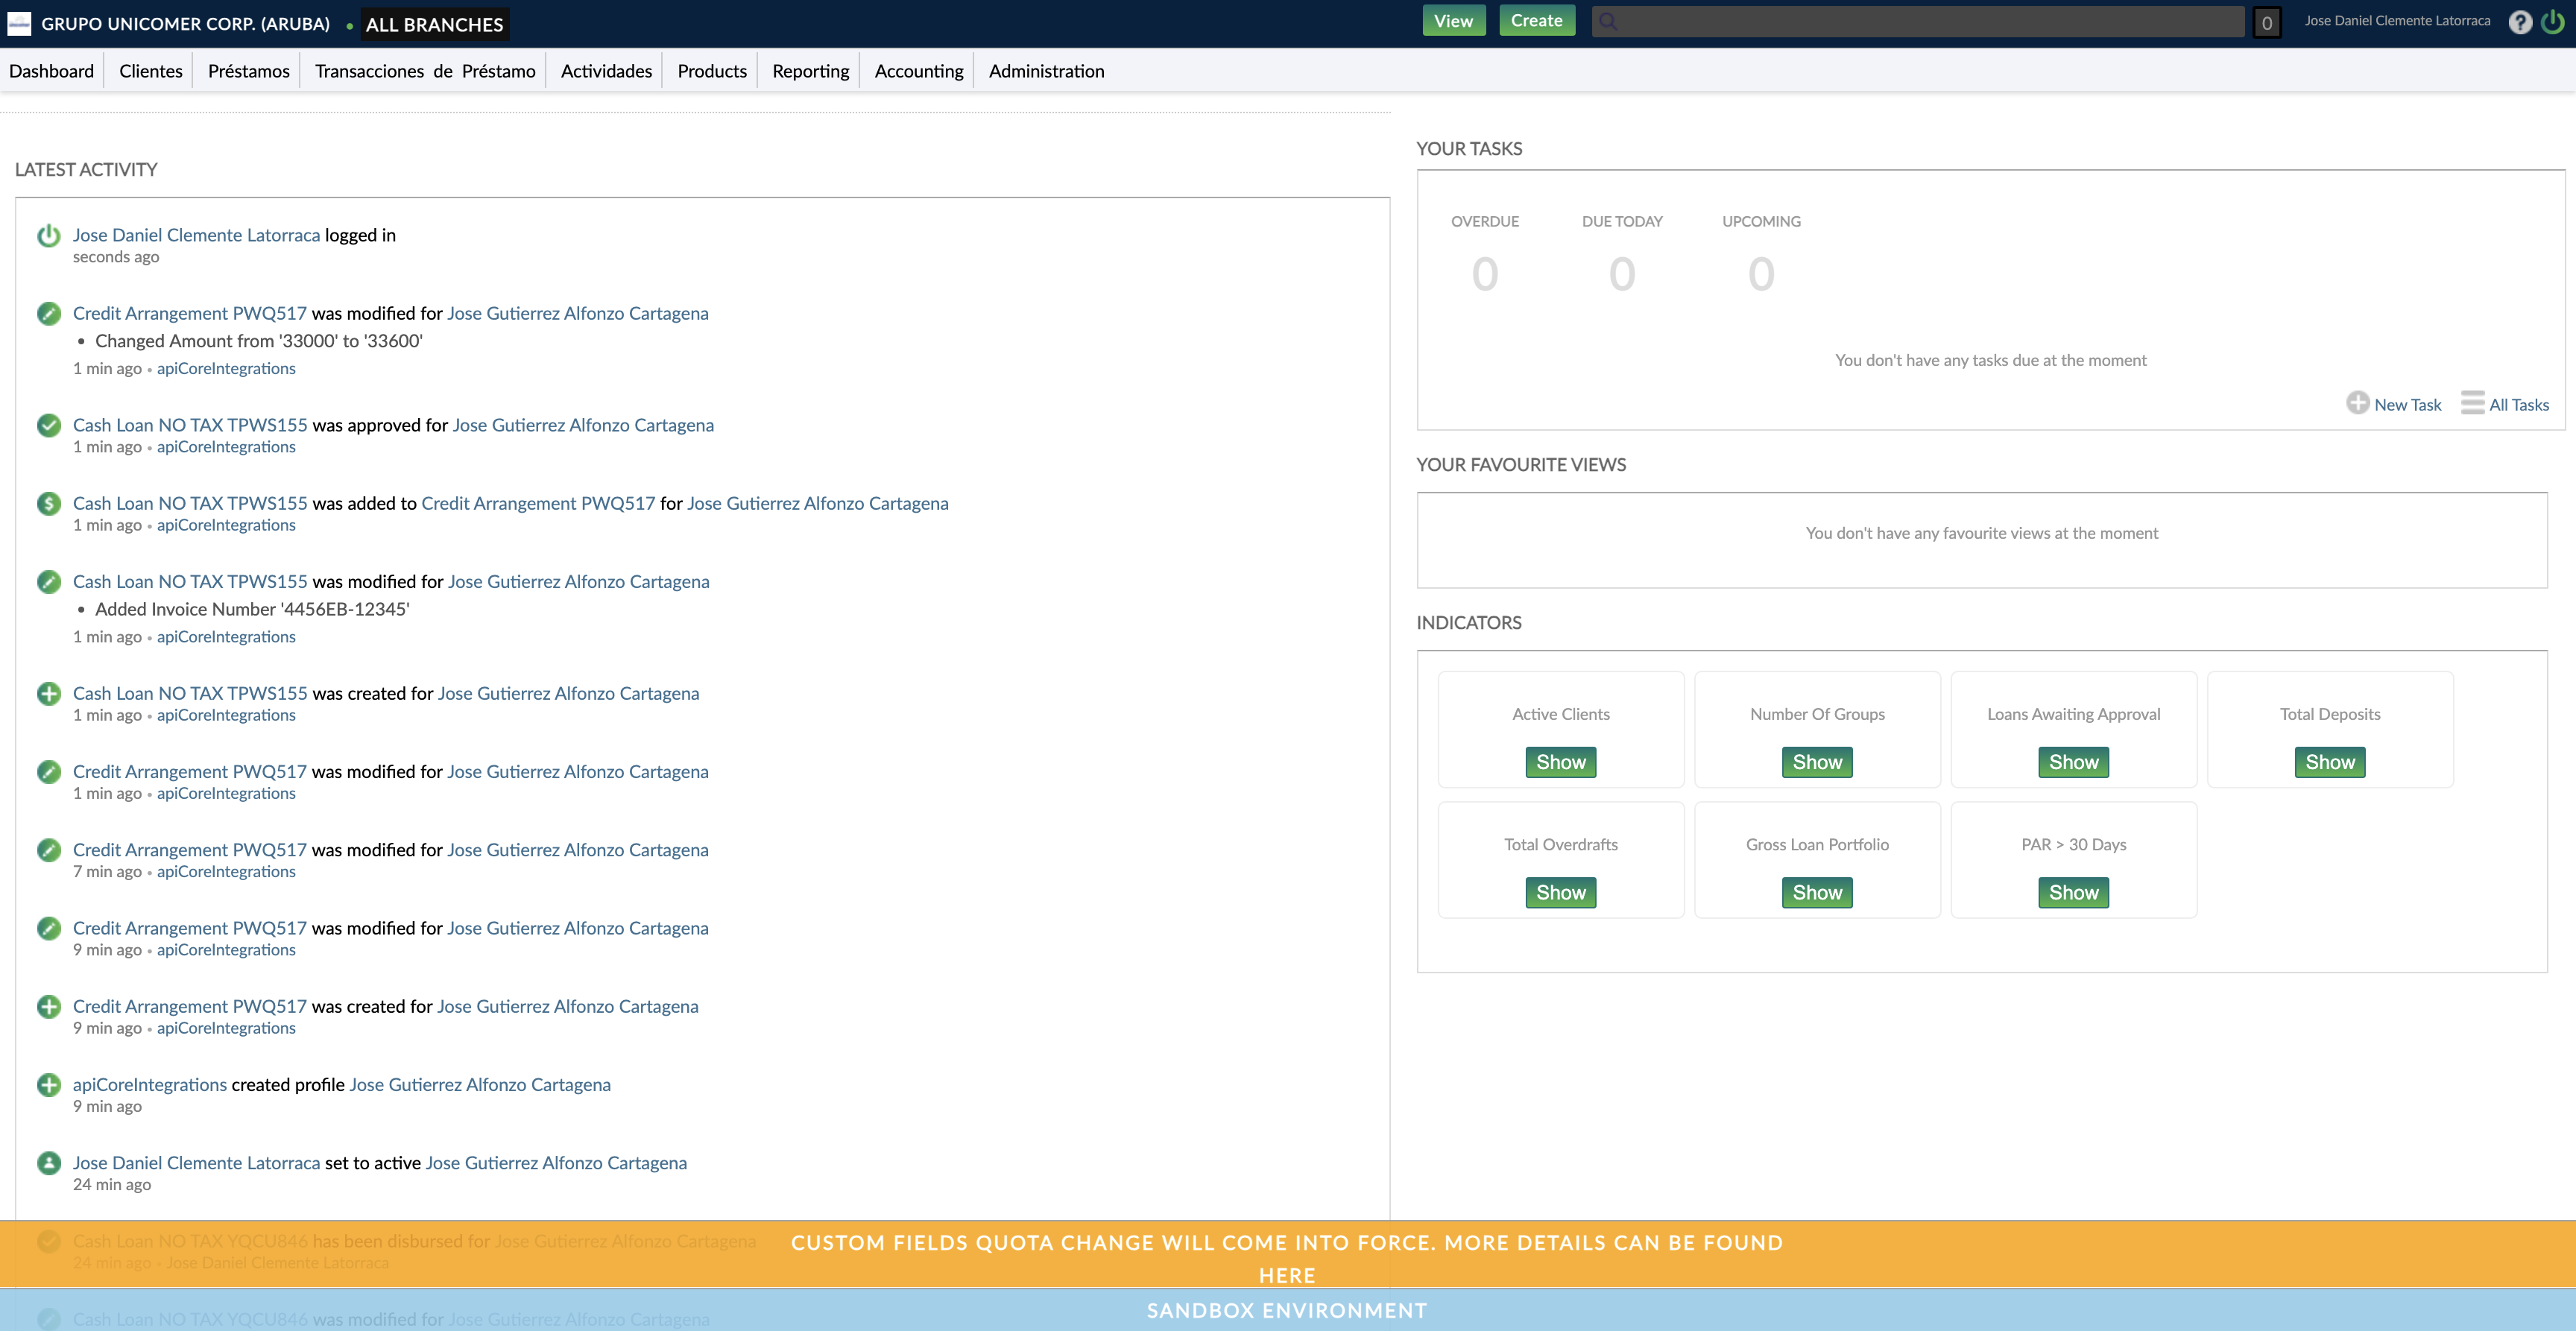 GRUPO UNICOMER CORP. (ARUBA) • ALL BRANCHES
View Create 0 Jose Daniel Clemente Latorraca ?
Dashboard Clientes Préstamos Transacciones de Préstamo Actividades Products Reporting Accounting Administration
LATEST ACTIVITY
Jose Daniel Clemente Latorraca logged in
seconds ago
Credit Arrangement PWQ517 was modified for Jose Gutierrez Alfonzo Cartagena
• Changed Amount from '33000' to '33600'
1 min ago • apiCoreIntegrations
Cash Loan NO TAX TPWS155 was approved for Jose Gutierrez Alfonzo Cartagena
1 min ago • apiCoreIntegrations
Cash Loan NO TAX TPWS155 was added to Credit Arrangement PWQ517 for Jose Gutierrez Alfonzo Cartagena
1 min ago • apiCoreIntegrations
Cash Loan NO TAX TPWS155 was modified for Jose Gutierrez Alfonzo Cartagena
• Added Invoice Number '4456EB-12345'
1 min ago • apiCoreIntegrations
Cash Loan NO TAX TPWS155 was created for Jose Gutierrez Alfonzo Cartagena
1 min ago • apiCoreIntegrations
Credit Arrangement PWQ517 was modified for Jose Gutierrez Alfonzo Cartagena
1 min ago • apiCoreIntegrations
Credit Arrangement PWQ517 was modified for Jose Gutierrez Alfonzo Cartagena
7 min ago • apiCoreIntegrations
Credit Arrangement PWQ517 was modified for Jose Gutierrez Alfonzo Cartagena
9 min ago • apiCoreIntegrations
Credit Arrangement PWQ517 was created for Jose Gutierrez Alfonzo Cartagena
9 min ago • apiCoreIntegrations
apiCoreIntegrations created profile Jose Gutierrez Alfonzo Cartagena
9 min ago
Jose Daniel Clemente Latorraca set to active Jose Gutierrez Alfonzo Cartagena
24 min ago
Cash Loan NO TAX YQCU846 has been disbursed for Jose Gutierrez Alfonzo Cartagena
24 min ago • Jose Daniel Clemente Latorraca
Cash Loan NO TAX YQCU846 was modified for Jose Gutierrez Alfonzo Cartagena
YOUR TASKS
OVERDUE DUE TODAY UPCOMING
0 0 0
You don't have any tasks due at the moment
New Task All Tasks
YOUR FAVOURITE VIEWS
You don't have any favourite views at the moment
INDICATORS
Active Clients Number Of Groups Loans Awaiting Approval Total Deposits
Show Show Show Show
Total Overdrafts Gross Loan Portfolio PAR > 30 Days
Show Show Show
CUSTOM FIELDS QUOTA CHANGE WILL COME INTO FORCE. MORE DETAILS CAN BE FOUND
HERE
SANDBOX ENVIRONMENT